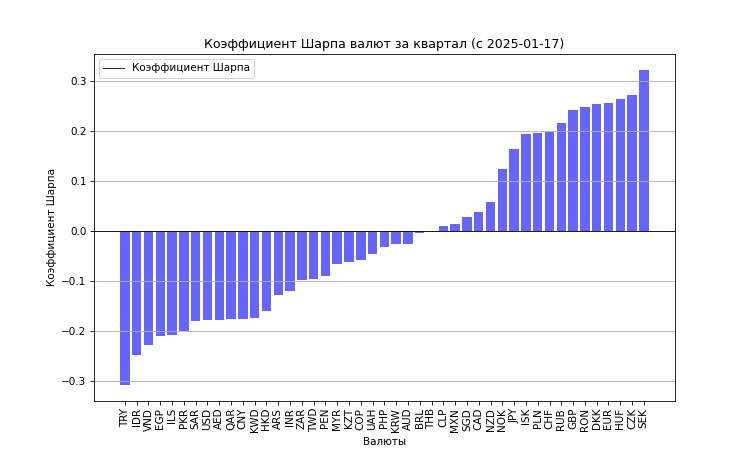 Коэффициент Шарпа валют за квартал (с 2025-01-17)
Коэффициент Шарпа
Коэффициент Шарпа
0.3
0.2
0.1
0.0
−0.1
−0.2
−0.3
TRY
IDR
VND
EGP
ILS
PKR
SAR
USD
AED
QAR
CNY
KWD
HKD
ARS
INR
ZAR
TWD
PEN
MYR
KZT
COP
UAH
PHP
KRW
AUD
BRL
THB
CLP
MXN
SGD
CAD
NZD
NOK
JPY
ISK
PLN
CHF
RUB
GBP
RON
DKK
EUR
HUF
CZK
SEK
Валюты